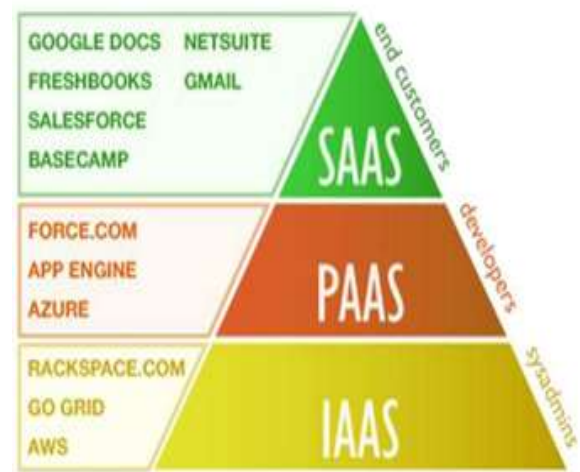 GOOGLE DOCS NETSUITE
FRESHBOOKS GMAIL
SALESFORCE
BASECAMP
SAAS
end customers
FORCE.COM
APP ENGINE
AZURE
PAAS
developers
RACKSPACE.COM
GO GRID
AWS
IAAS
sysadmins